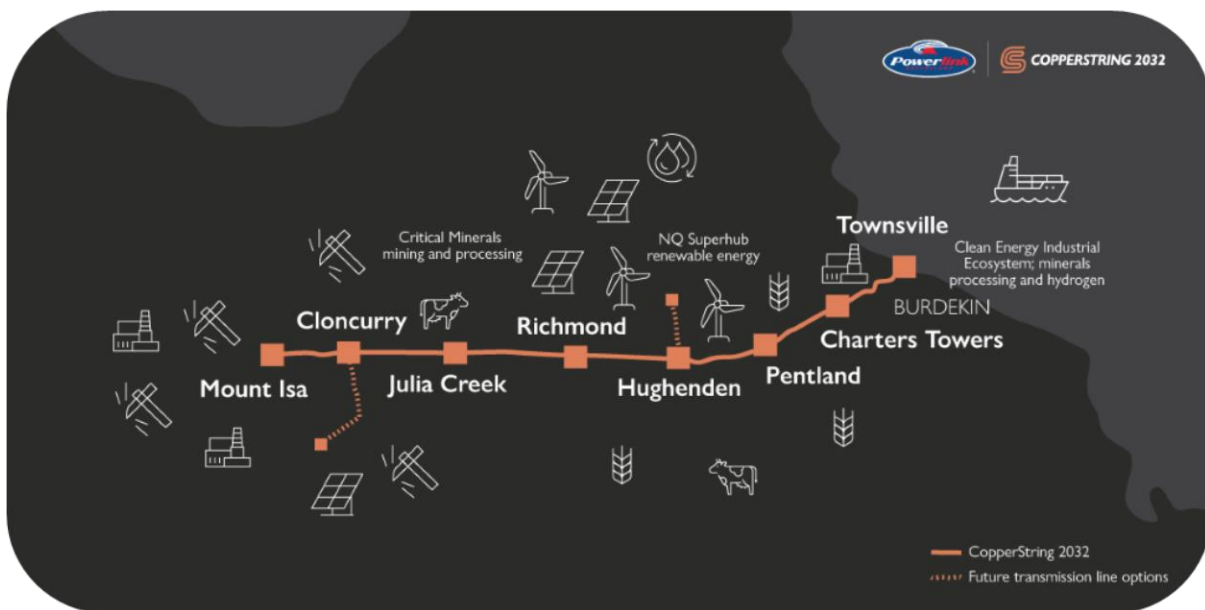 Powerlink
COPPERSTRING 2032
Townsville
Critical Minerals
mining and processing
NQ Superhub
renewable energy
Clean Energy Industrial
Ecosystem; minerals
processing and hydrogen
BURDEKIN
Cloncurry
Richmond
Charters Towers
Mount Isa
Julia Creek
Hughenden
Pentland
CopperString 2032
Future transmission line options